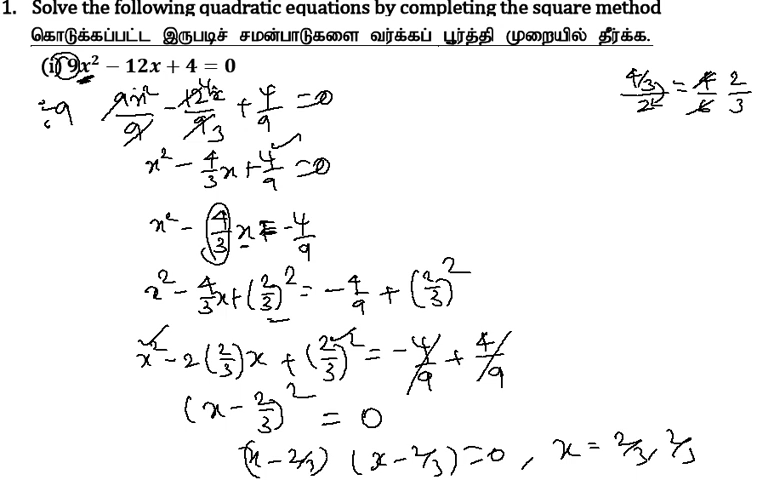 1. Solve the following quadratic equations by completing the square method
கொடுக்கப்பட்ட இருபடிச் சமன்பாடுகளை வர்க்கப் பூர்த்தி முறையில் தீர்க்க.
(i) 9x² − 12x + 4 = 0
÷9 9x²/9 − 12x/9 3 + 4/9 = 0
(4/3)/2 = 4/6 2/3
x² − 4/3 x + 4/9 = 0
x² − 4/3 x = −4/9
x² − 4/3 x + (2/3)² = −4/9 + (2/3)²
x² − 2(2/3)x + (2/3)² = −4/9 + 4/9
(x − 2/3)² = 0
(x − 2/3) (x − 2/3) = 0, x = 2/3, 2/3